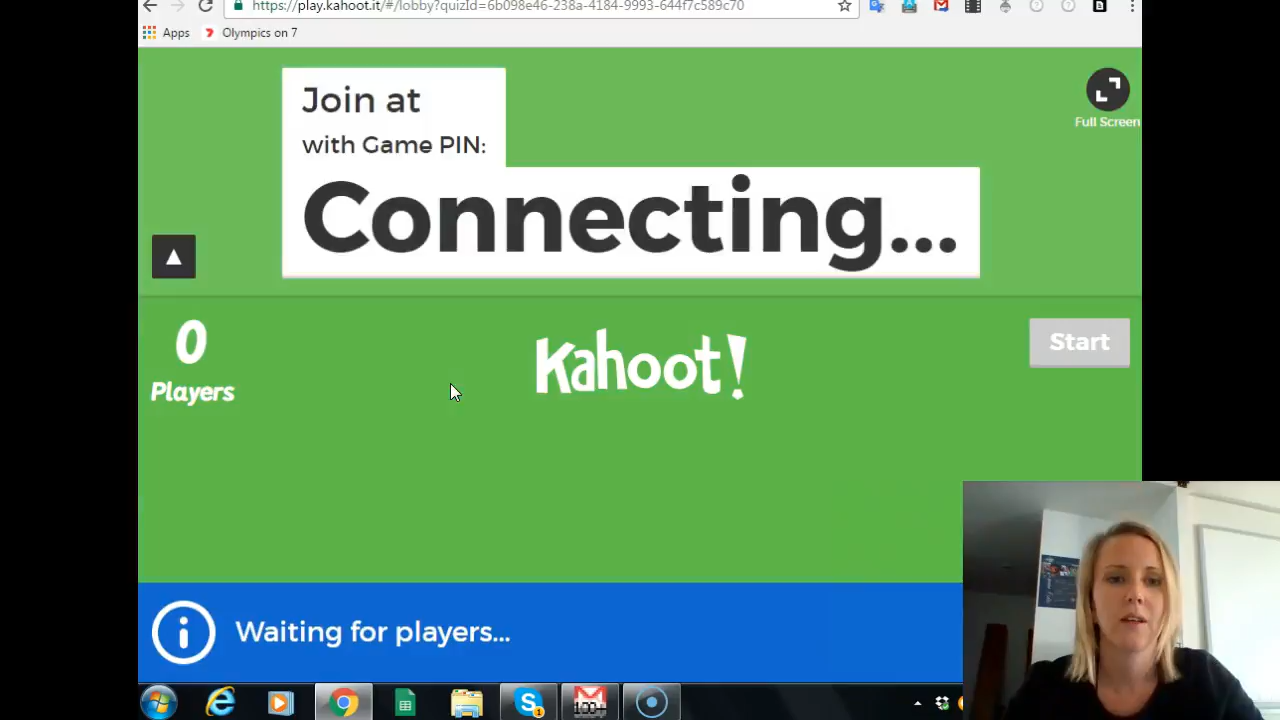 https://play.kahoot.it/#/lobby?quizId=6b098e46-238a-4184-9993-644f7c589c70
Apps
Olympics on 7
Join at
with Game PIN:
Connecting...
Full Screen
0
Players
Kahoot!
Start
Waiting for players...
100+